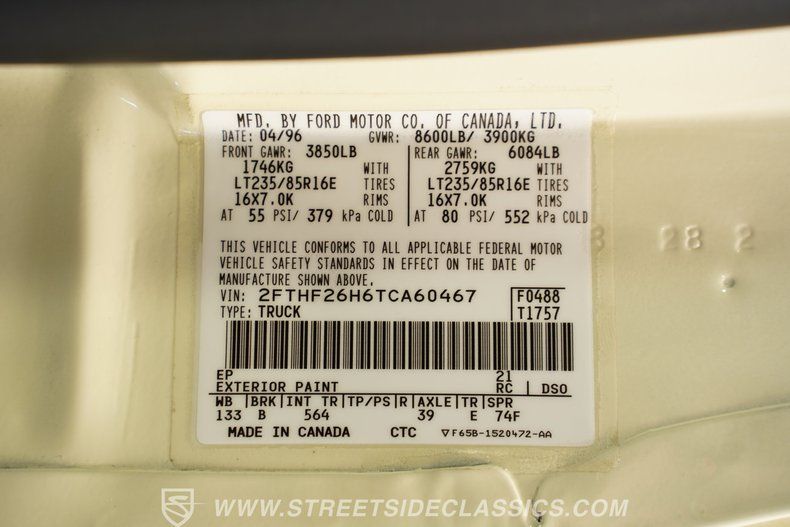 MFD. BY FORD MOTOR CO. OF CANADA, LTD.
DATE: 04/96 GVWR: 8600LB/ 3900KG
FRONT GAWR: 3850LB REAR GAWR: 6084LB
1746KG WITH 2759KG WITH
LT235/85R16E TIRES LT235/85R16E TIRES
16X7.0K RIMS 16X7.0K RIMS
AT 55 PSI/ 379 kPa COLD AT 80 PSI/ 552 kPa COLD
THIS VEHICLE CONFORMS TO ALL APPLICABLE FEDERAL MOTOR
VEHICLE SAFETY STANDARDS IN EFFECT ON THE DATE OF
MANUFACTURE SHOWN ABOVE.
VIN: 2FTHF26H6TCA60467 F0488
TYPE: TRUCK T1757
EP 21
EXTERIOR PAINT RC DSO
WB BRK INT TR TP/PS R AXLE TR SPR
133 B 564 39 E 74F
MADE IN CANADA CTC ▽F65B-1520472-AA
28 2
WWW.STREETSIDECLASSICS.COM